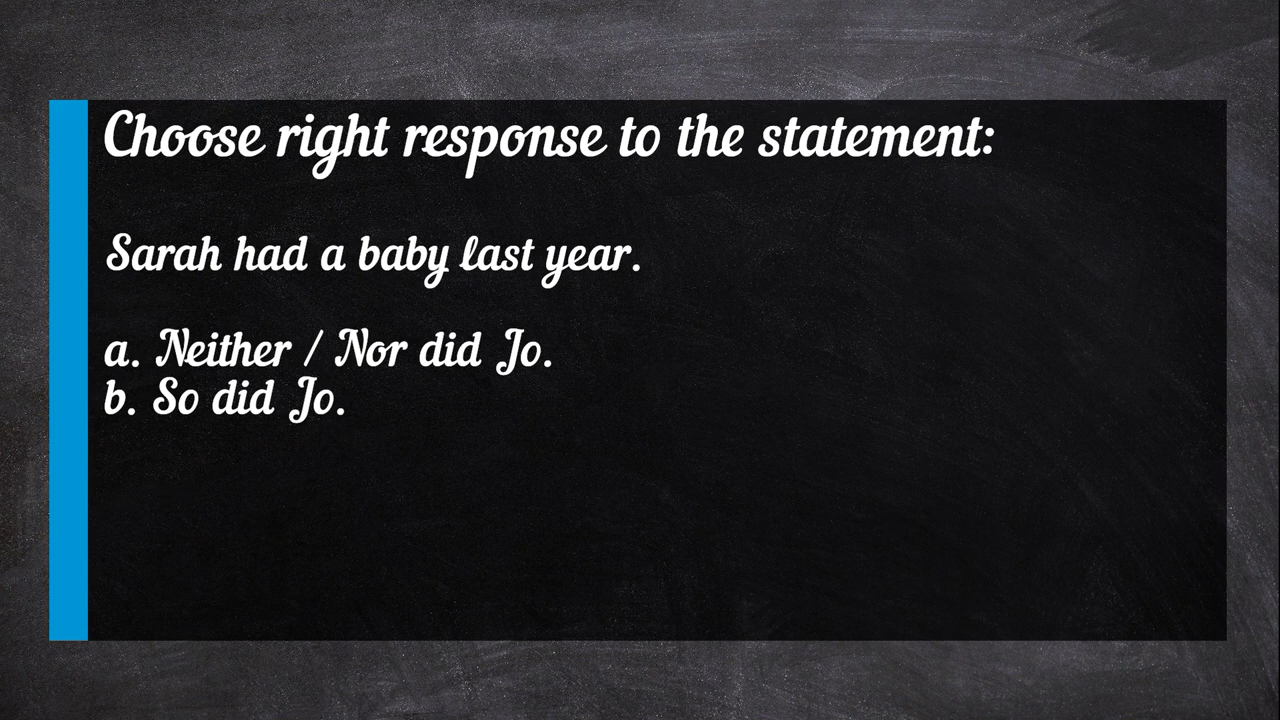 Choose right response to the statement:
Sarah had a baby last year.
a. Neither / Nor did Jo.
b. So did Jo.